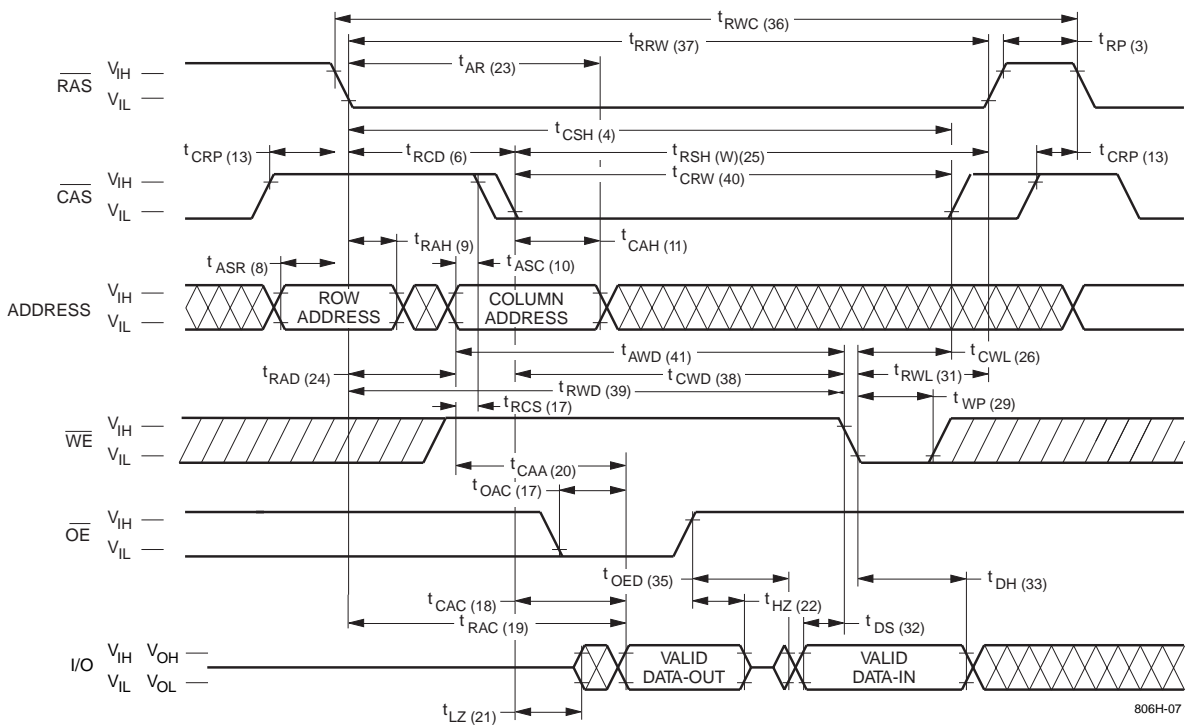 tRWC (36)
tRRW (37)
tRP (3)
tAR (23)
RAS VIH
VIL
tCSH (4)
tCRP (13) tRCD (6) tRSH (W)(25) tCRP (13)
tCRW (40)
CAS VIH
VIL
tRAH (9) tCAH (11)
tASR (8) tASC (10)
ADDRESS VIH
VIL
ROW
ADDRESS
COLUMN
ADDRESS
tAWD (41) tCWL (26)
tRAD (24) tCWD (38) tRWL (31)
tRWD (39)
tRCS (17) tWP (29)
WE VIH
VIL
tCAA (20)
tOAC (17)
OE VIH
VIL
tOED (35) tDH (33)
tCAC (18) tHZ (22)
tRAC (19) tDS (32)
I/O VIH VOH
VIL VOL
VALID
DATA-OUT
VALID
DATA-IN
tLZ (21)
806H-07